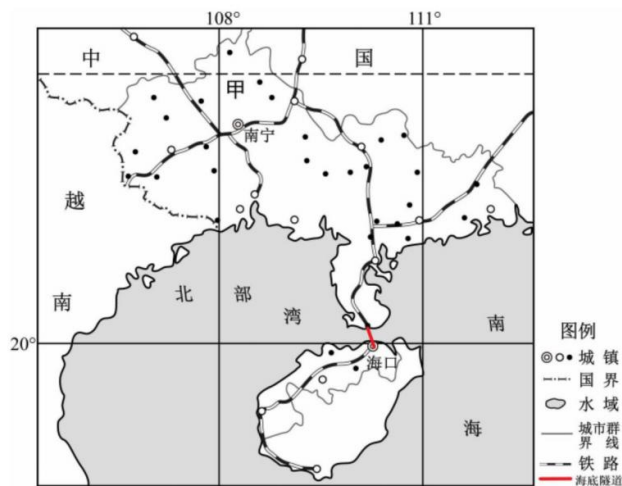 108° 111°
中 国
甲
南宁
越
南
北 部
湾
南
海
20°
海口
图例
城镇
国界
水域
城市群
界线
铁路
海底隧道